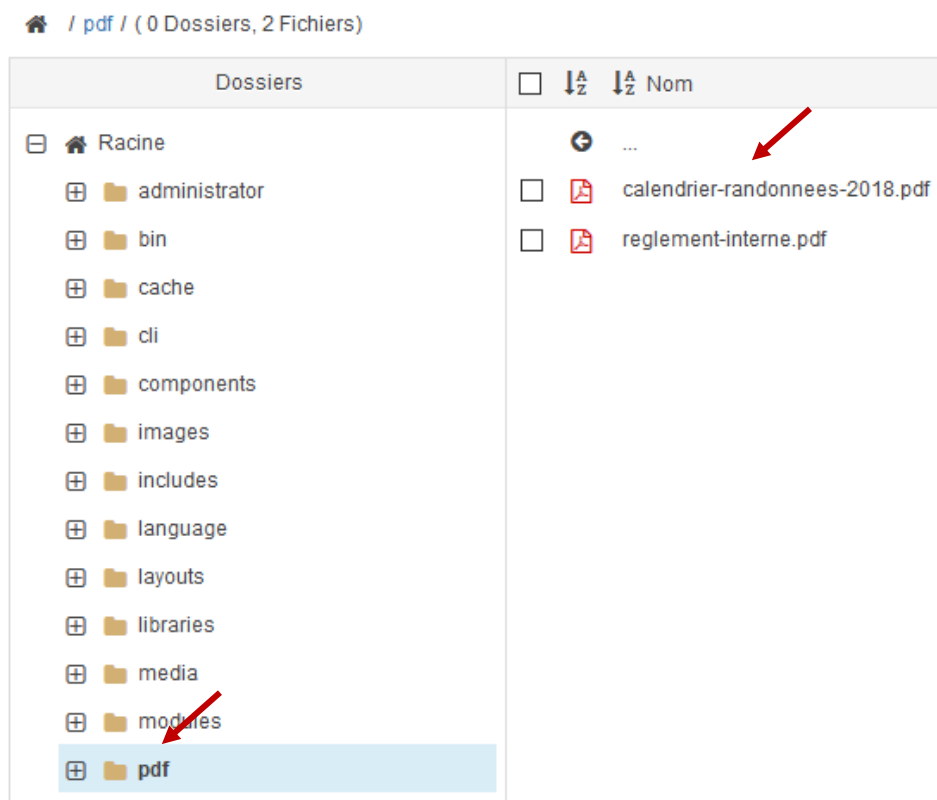 / pdf / ( 0 Dossiers, 2 Fichiers)
Dossiers
Nom
Racine
administrator
bin
cache
cli
components
images
includes
language
layouts
libraries
media
modules
pdf
...
calendrier-randonnees-2018.pdf
reglement-interne.pdf